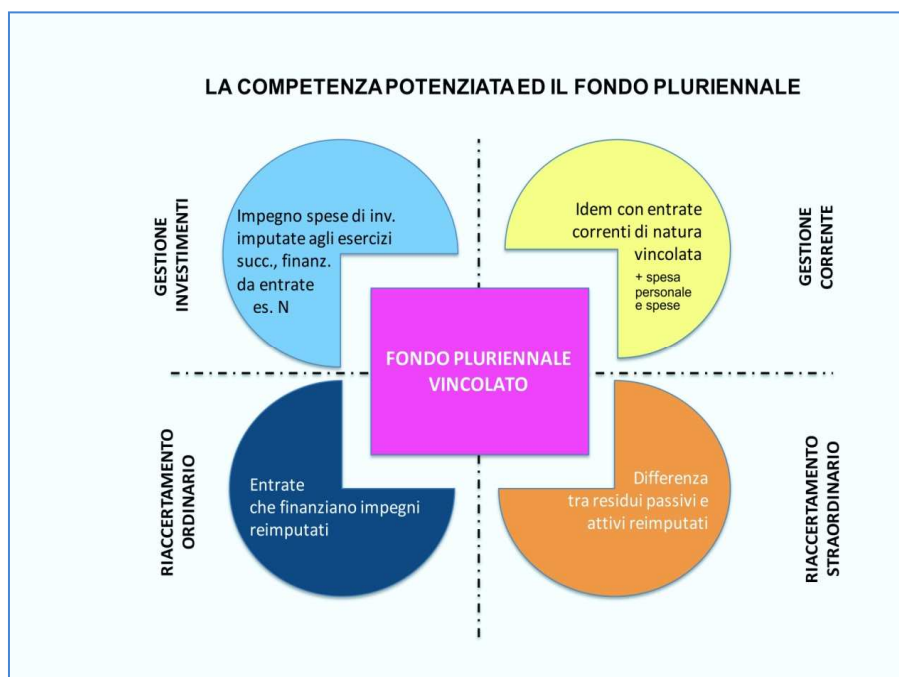 LA COMPETENZA POTENZIATA ED IL FONDO PLURIENNALE
GESTIONE
INVESTIMENTI
Impegno spese di inv.
imputate agli esercizi
succ., finanz.
da entrate
es. N
Idem con entrate
correnti di natura
vincolata
+ spesa
personale
e spese
GESTIONE
CORRENTE
FONDO PLURIENNALE
VINCOLATO
RIACCERTAMENTO
ORDINARIO
Entrate
che finanziano impegni
reimputati
Differenza
tra residui passivi e
attivi reimputati
RIACCERTAMENTO
STRAORDINARIO